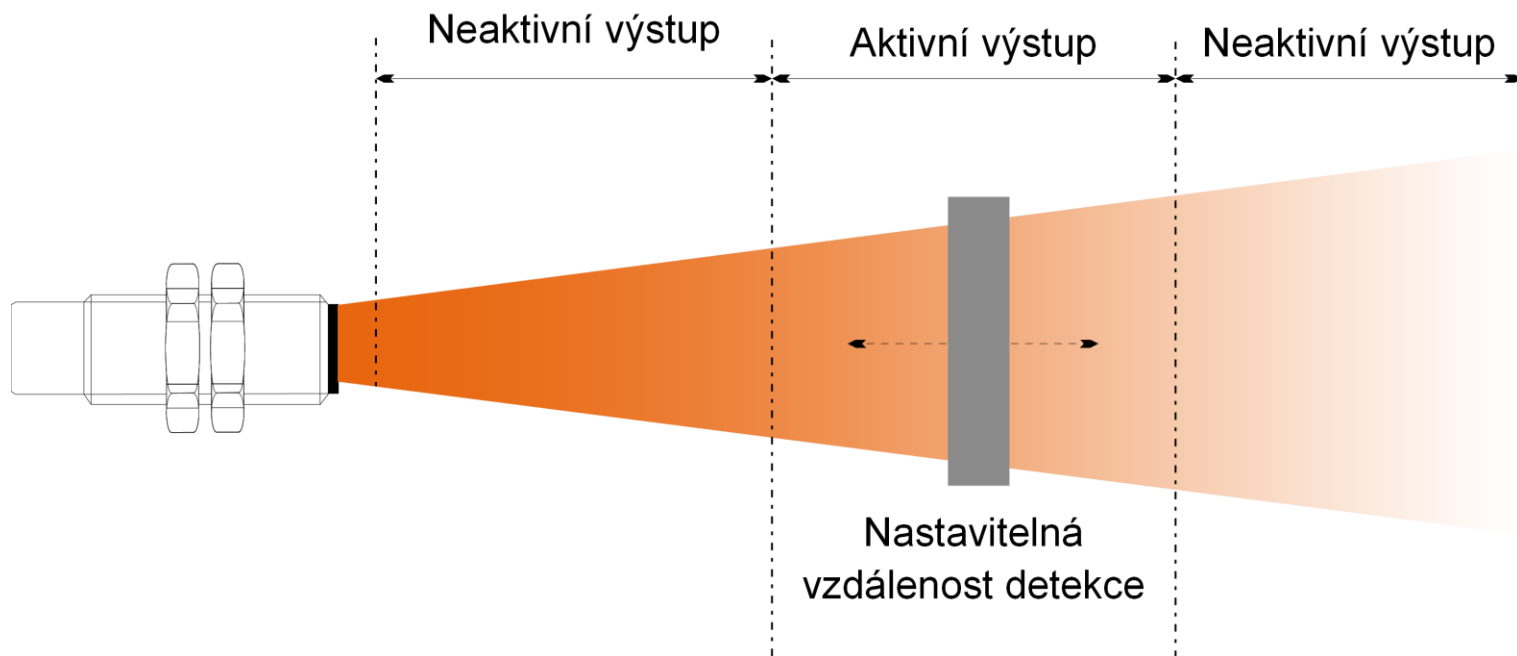 Neaktivní výstup
Aktivní výstup
Neaktivní výstup
Nastavitelná
vzdálenost detekce